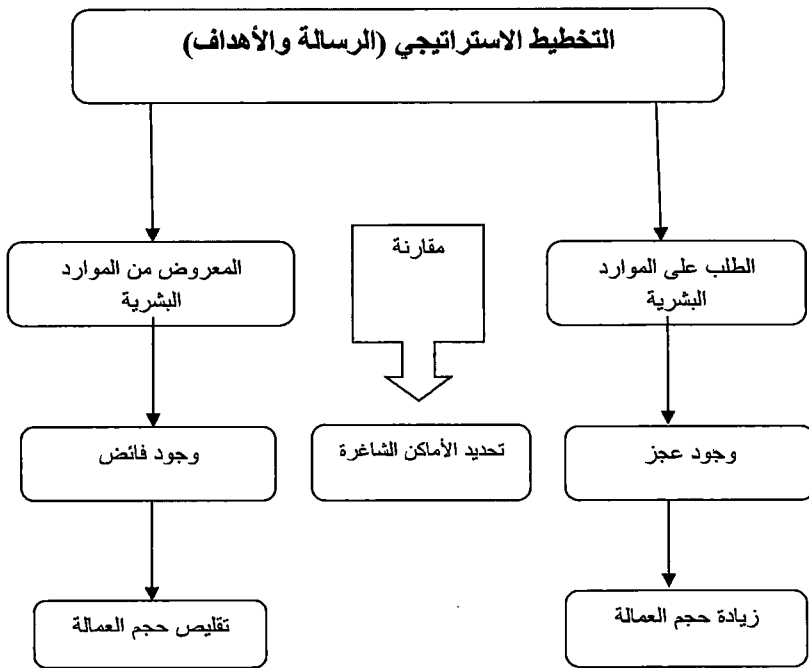 التخطيط الاستراتيجي (الرسالة والأهداف)
الطلب على الموارد
البشرية
مقارنة
المعروض من الموارد
البشرية
وجود عجز
تحديد الأماكن الشاغرة
وجود فائض
زيادة حجم العمالة
تقليص حجم العمالة